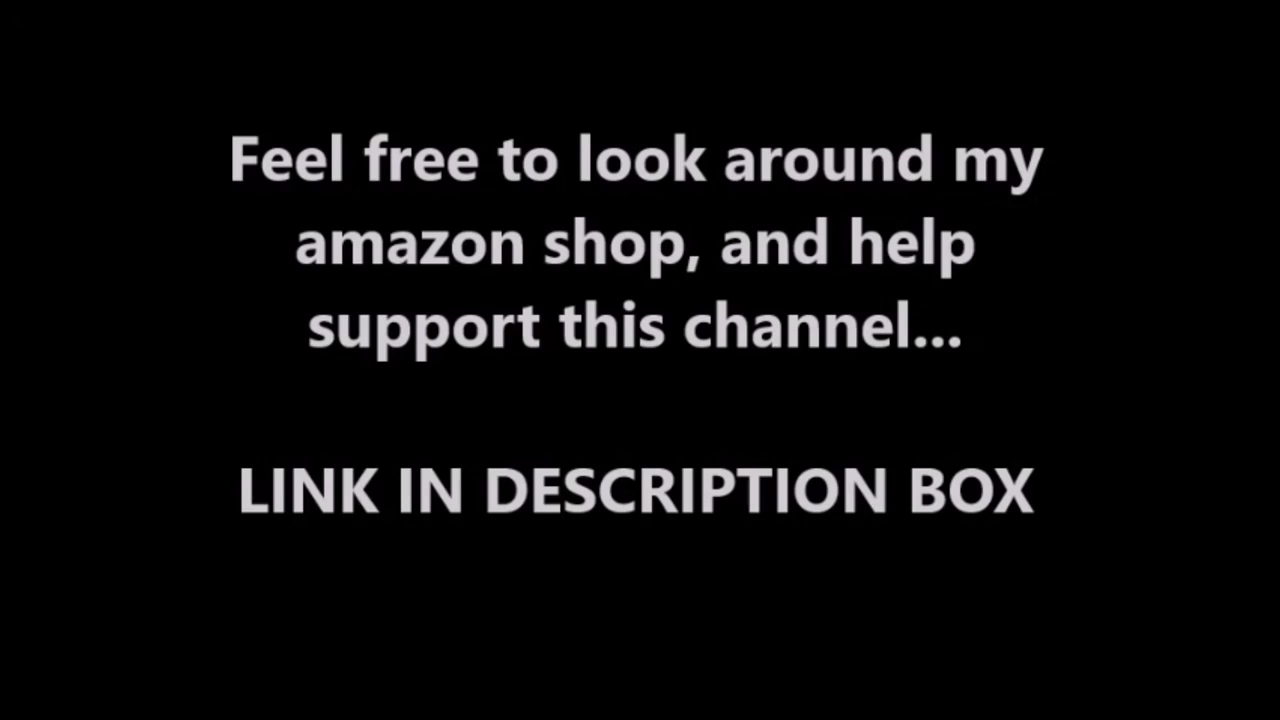 Feel free to look around my
amazon shop, and help
support this channel...
LINK IN DESCRIPTION BOX